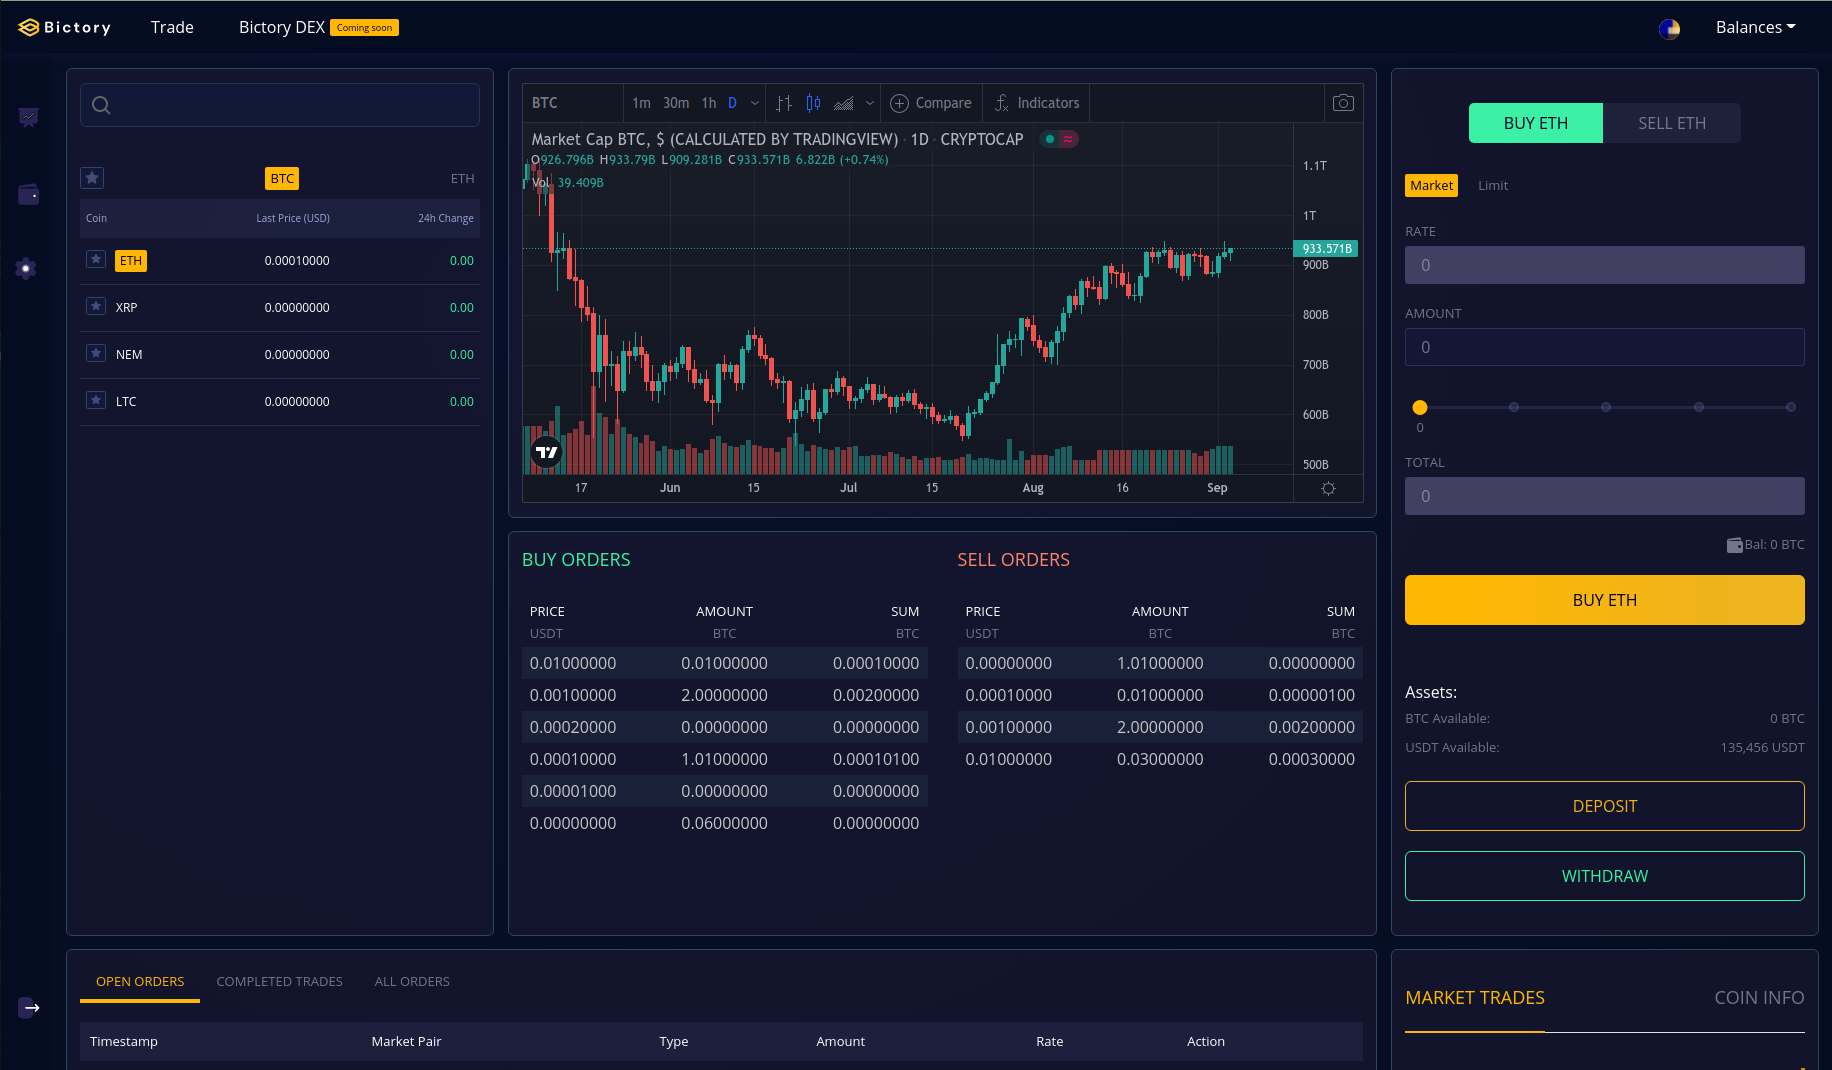 Bictory Trade Bictory DEX Coming soon Balances
BTC ETH
Coin Last Price (USD) 24h Change
ETH 0.00010000 0.00
XRP 0.00000000 0.00
NEM 0.00000000 0.00
LTC 0.00000000 0.00
BTC 1m 30m 1h D Compare Indicators
Market Cap BTC, $ (CALCULATED BY TRADINGVIEW) · 1D · CRYPTOCAP
O926.796B H933.79B L909.281B C933.571B 6.822B (+0.74%)
Vol 39.409B
1.1T
1T
933.571B
900B
800B
700B
600B
500B
17 Jun 15 Jul 15 Aug 16 Sep
BUY ORDERS
PRICE AMOUNT SUM
USDT BTC BTC
0.01000000 0.01000000 0.00010000
0.00100000 2.00000000 0.00200000
0.00020000 0.00000000 0.00000000
0.00010000 1.01000000 0.00010100
0.00001000 0.00000000 0.00000000
0.00000000 0.06000000 0.00000000
SELL ORDERS
PRICE AMOUNT SUM
USDT BTC BTC
0.00000000 1.01000000 0.00000000
0.00010000 0.01000000 0.00000100
0.00100000 2.00000000 0.00200000
0.01000000 0.03000000 0.00030000
BUY ETH SELL ETH
Market Limit
RATE
0
AMOUNT
0
0
TOTAL
0
Bal: 0 BTC
BUY ETH
Assets:
BTC Available: 0 BTC
USDT Available: 135,456 USDT
DEPOSIT
WITHDRAW
OPEN ORDERS COMPLETED TRADES ALL ORDERS
Timestamp Market Pair Type Amount Rate Action
MARKET TRADES COIN INFO